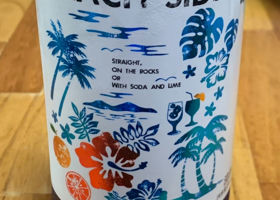 STRAIGHT,
ON THE ROCKS
OR
WITH SODA AND LIME